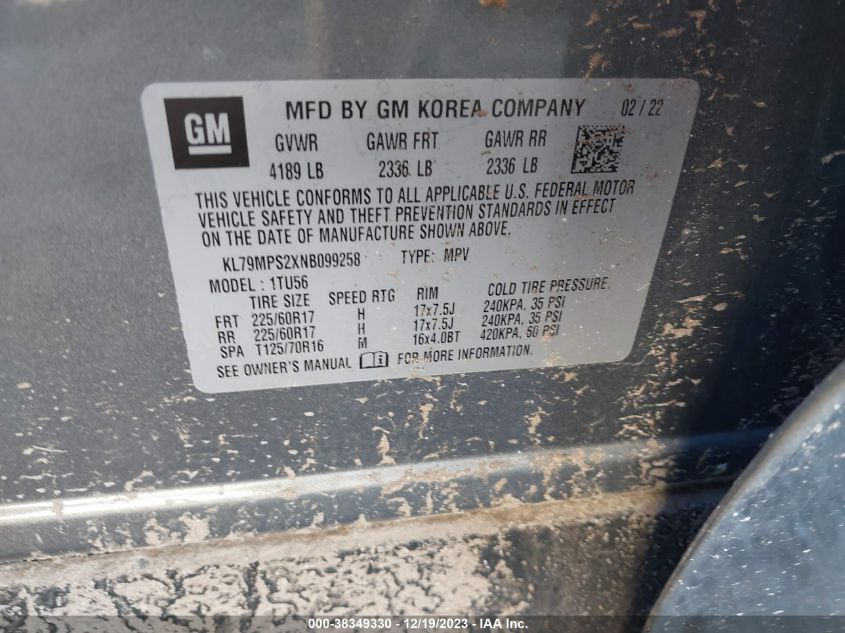 GM
MFD BY GM KOREA COMPANY 02 / 22
GVWR GAWR FRT GAWR RR
4189 LB 2336 LB 2336 LB
THIS VEHICLE CONFORMS TO ALL APPLICABLE U.S. FEDERAL MOTOR
VEHICLE SAFETY AND THEFT PREVENTION STANDARDS IN EFFECT
ON THE DATE OF MANUFACTURE SHOWN ABOVE.
KL79MPS2XNB099258 TYPE: MPV
MODEL : 1TU56
TIRE SIZE SPEED RTG RIM COLD TIRE PRESSURE
FRT 225/60R17 H 17x7.5J 240KPA, 35 PSI
RR 225/60R17 H 17x7.5J 240KPA, 35 PSI
SPA T125/70R16 M 16x4.0BT 420KPA, 60 PSI
SEE OWNER'S MANUAL FOR MORE INFORMATION.
000-38349330 - 12/19/2023 - IAAI Inc.